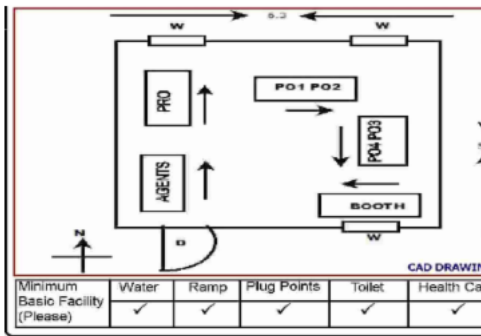 W W
PRO
PO1 PO2
PO4 PO3
AGENTS
BOOTH
D
W
N
CAD DRAWIN
Minimum Basic Facility (Please) Water Ramp Plug Points Toilet Health Ca
✓ ✓ ✓ ✓ ✓